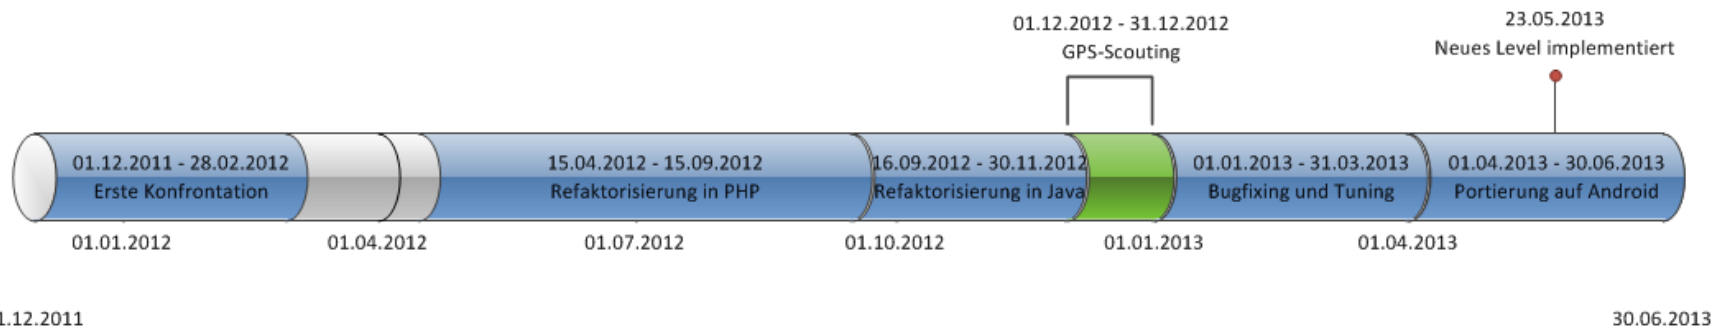 01.12.2012 - 31.12.2012
GPS-Scouting
23.05.2013
Neues Level implementiert
01.12.2011 - 28.02.2012
Erste Konfrontation
15.04.2012 - 15.09.2012
Refaktorisierung in PHP
16.09.2012 - 30.11.2012
Refaktorisierung in Java
01.01.2013 - 31.03.2013
Bugfixing und Tuning
01.04.2013 - 30.06.2013
Portierung auf Android
01.01.2012
01.04.2012
01.07.2012
01.10.2012
01.01.2013
01.04.2013
1.12.2011
30.06.2013